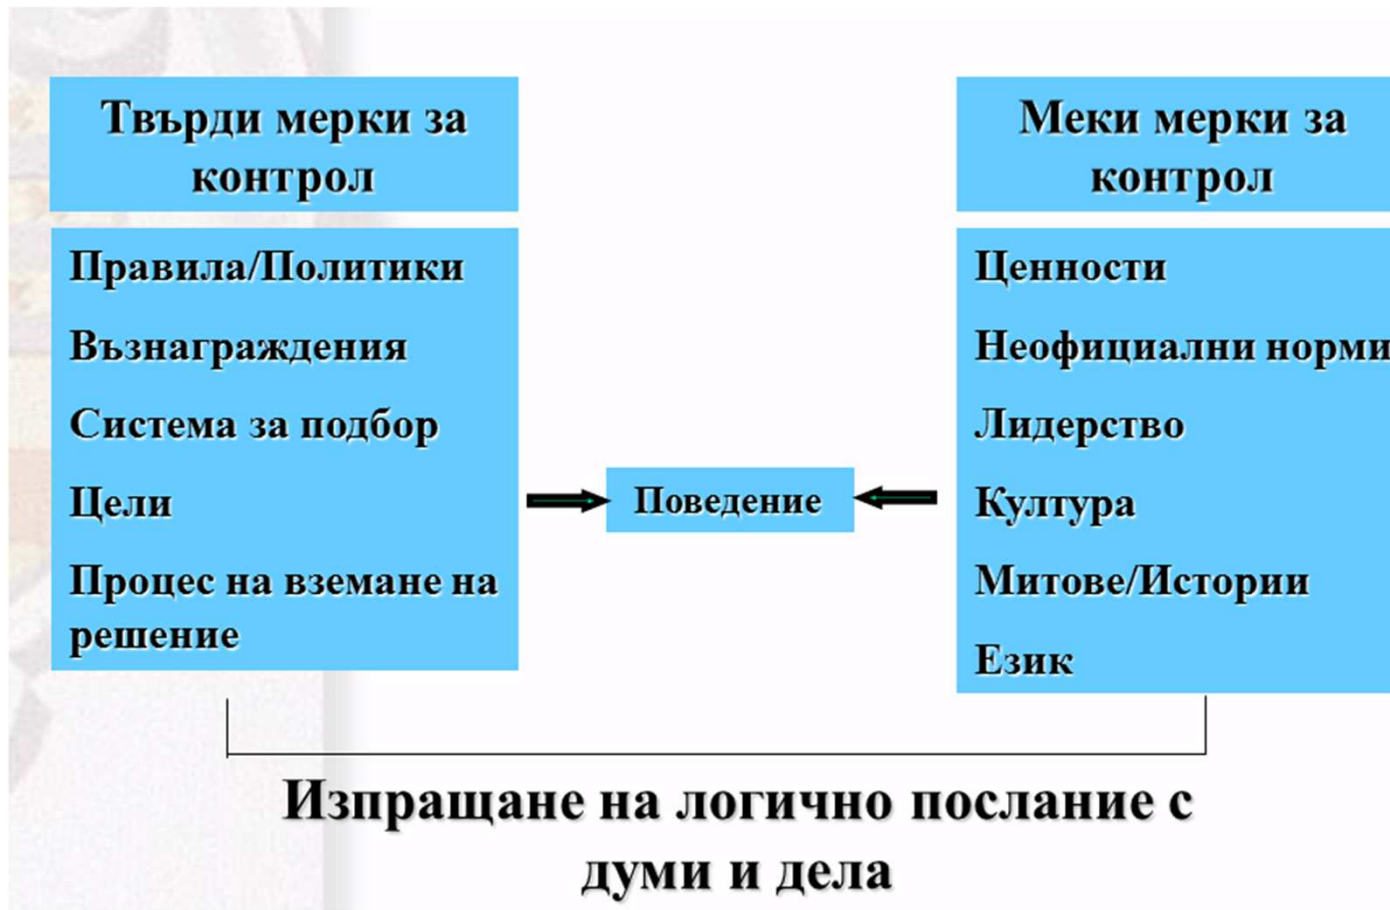 Твърди мерки за
контрол
Правила/Политики
Възнаграждения
Система за подбор
Цели
Процес на вземане на
решение
Поведение
Меки мерки за
контрол
Ценности
Неофициални норми
Лидерство
Култура
Митове/Истории
Език
Изпращане на логично послание с
думи и дела